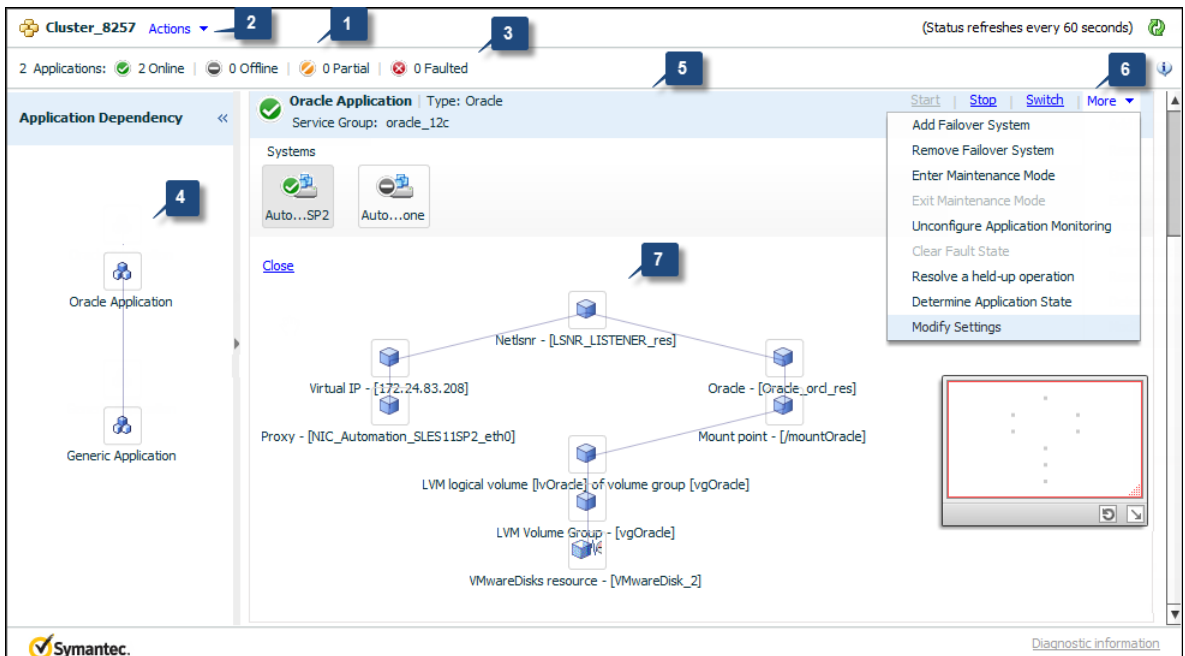 Cluster_8257 Actions 2 1 3 (Status refreshes every 60 seconds)
2 Applications: 2 Online | 0 Offline | 0 Partial | 0 Faulted 5 6
Application Dependency «
4
Oracle Application
Generic Application
Oracle Application | Type: Oracle
Service Group: oracle_12c
Start | Stop | Switch | More
Add Failover System
Remove Failover System
Enter Maintenance Mode
Exit Maintenance Mode
Unconfigure Application Monitoring
Clear Fault State
Resolve a held-up operation
Determine Application State
Modify Settings
Systems
Auto...SP2 Auto...one
Close 7
Netlsnr - [LSNR_LISTENER_res]
Virtual IP - [172.24.83.208] Oracle - [Oracle_orcl_res]
Proxy - [NIC_Automation_SLES11SP2_eth0] Mount point - [/mountOracle]
LVM logical volume [lvOracle] of volume group [vgOracle]
LVM Volume Group - [vgOracle]
VMwareDisks resource - [VMwareDisk_2]
Symantec. Diagnostic information